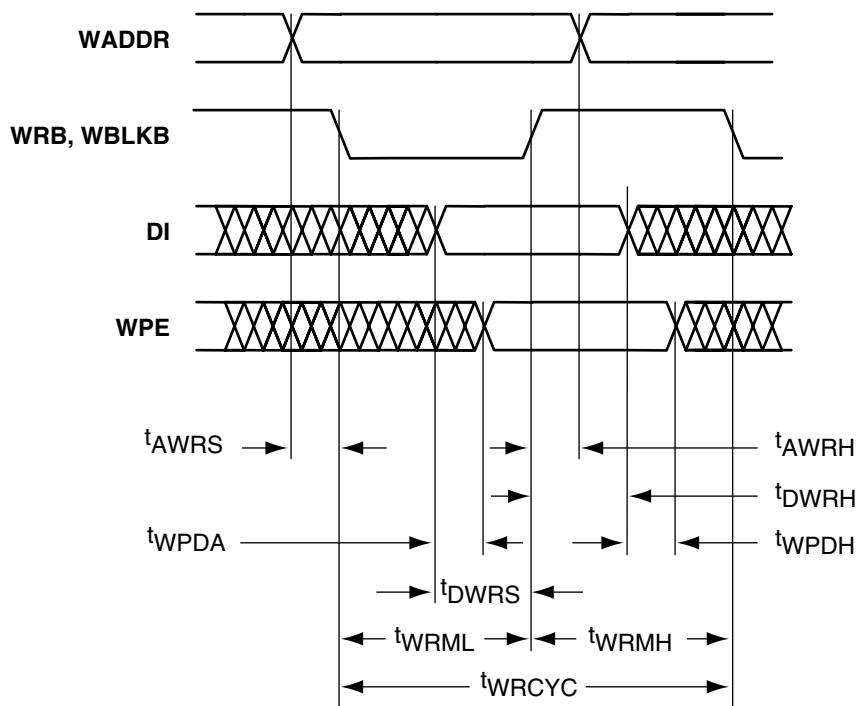 WADDR
WRB, WBLKB
DI
WPE
tAWRS
tAWRH
tDWRH
tWPDA
tWPDH
tDWRS
tWRML
tWRMH
tWRCYC